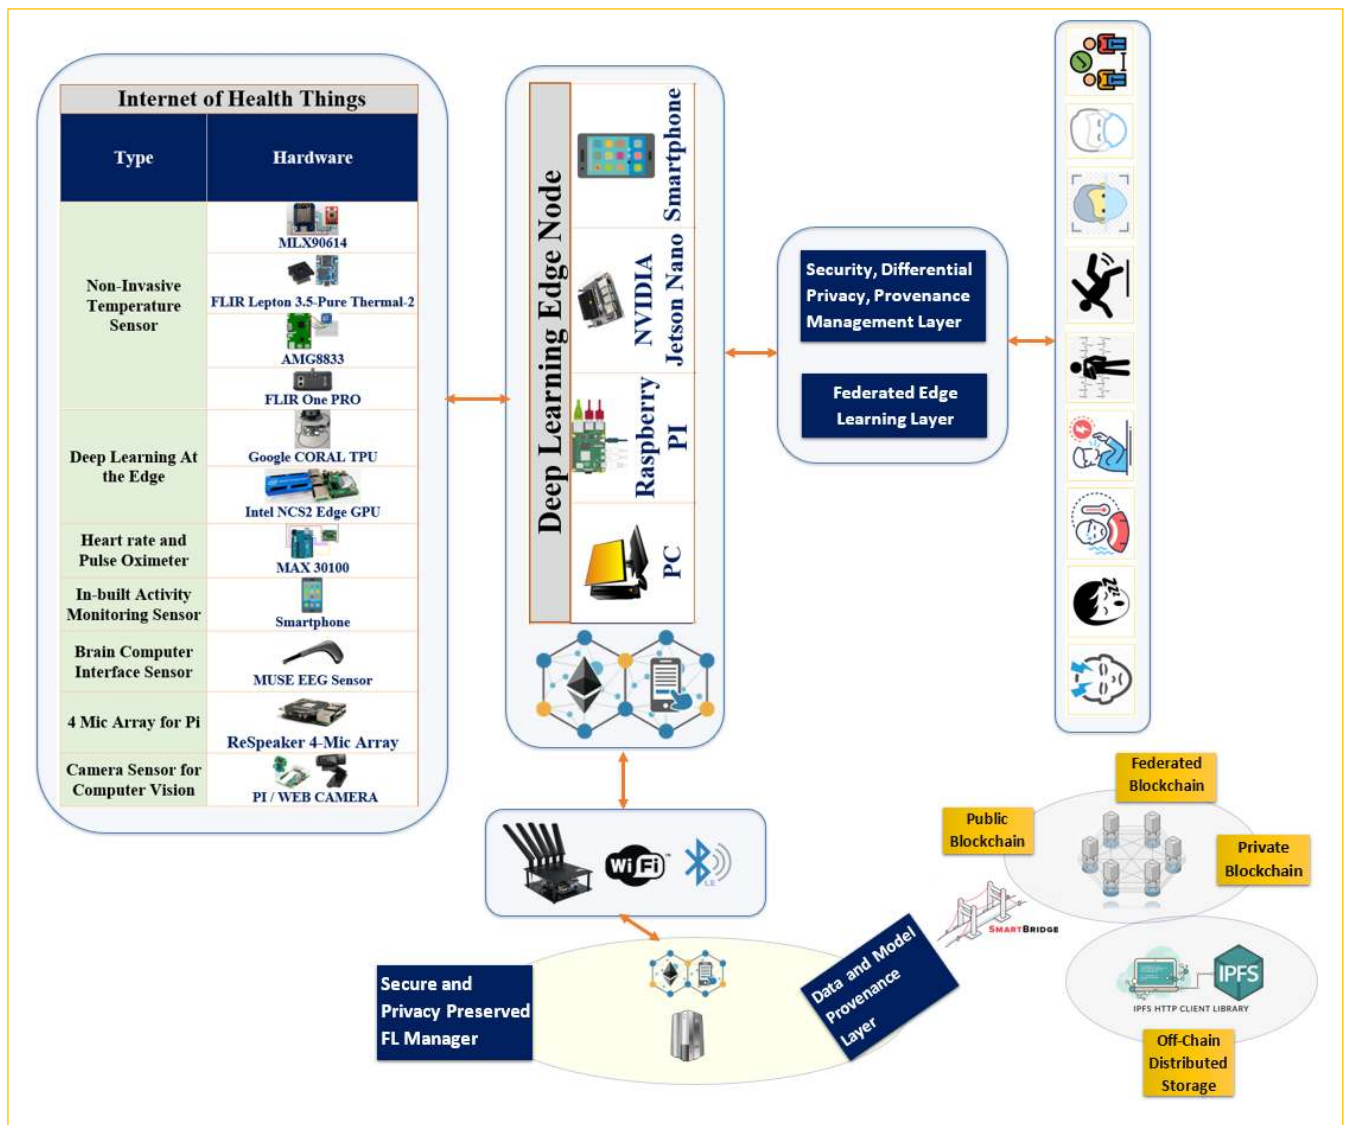 Internet of Health Things
Type
Hardware
Non-Invasive
Temperature
Sensor
MLX90614
FLIR Lepton 3.5-Pure Thermal-2
AMG8833
FLIR One PRO
Deep Learning At
the Edge
Google CORAL TPU
Intel NCS2 Edge GPU
Heart rate and
Pulse Oximeter
MAX 30100
In-built Activity
Monitoring Sensor
Smartphone
Brain Computer
Interface Sensor
MUSE EEG Sensor
4 Mic Array for Pi
ReSpeaker 4-Mic Array
Camera Sensor for
Computer Vision
PI / WEB CAMERA
Deep Learning Edge Node
Smartphone
NVIDIA
Jetson Nano
Raspberry
PI
PC
Security, Differential
Privacy, Provenance
Management Layer
Federated Edge
Learning Layer
zzz
WiFi™
LE
Secure and
Privacy Preserved
FL Manager
Data and Model
Provenance
Layer
SMARTBRIDGE
Federated
Blockchain
Public
Blockchain
Private
Blockchain
IPFS
IPFS HTTP CLIENT LIBRARY
Off-Chain
Distributed
Storage